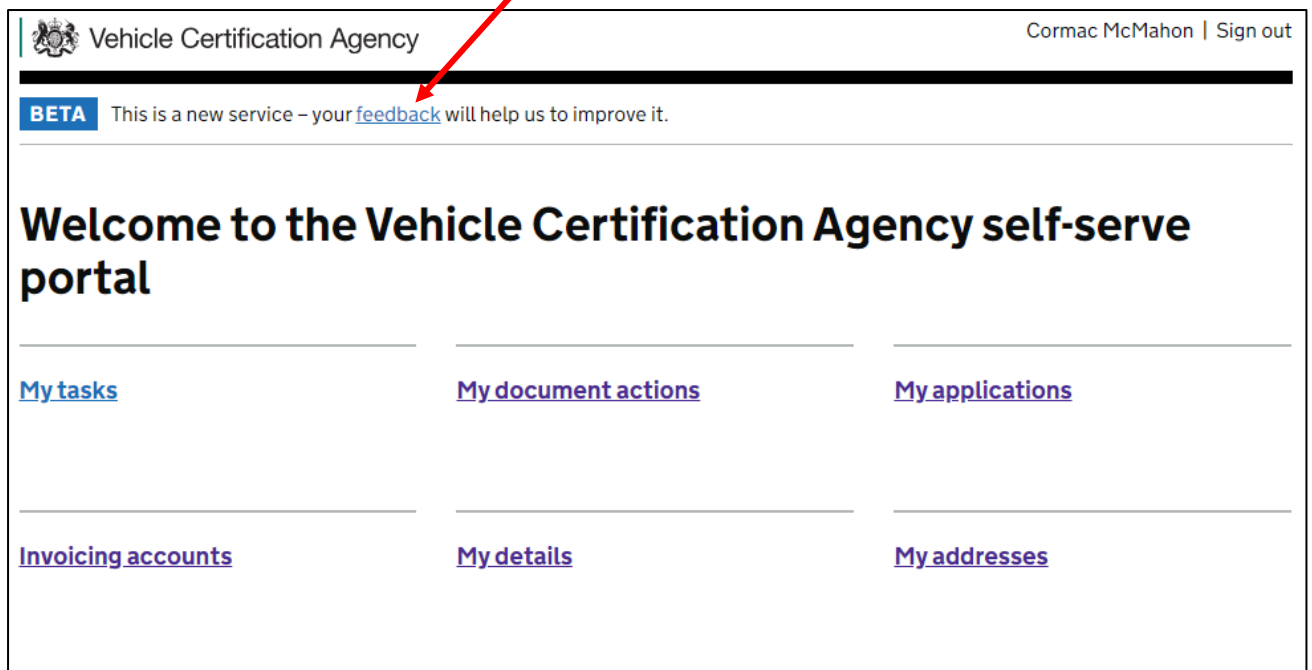 Vehicle Certification Agency
Cormac McMahon | Sign out
BETA This is a new service – your feedback will help us to improve it.
Welcome to the Vehicle Certification Agency self-serve
portal
My tasks
My document actions
My applications
Invoicing accounts
My details
My addresses